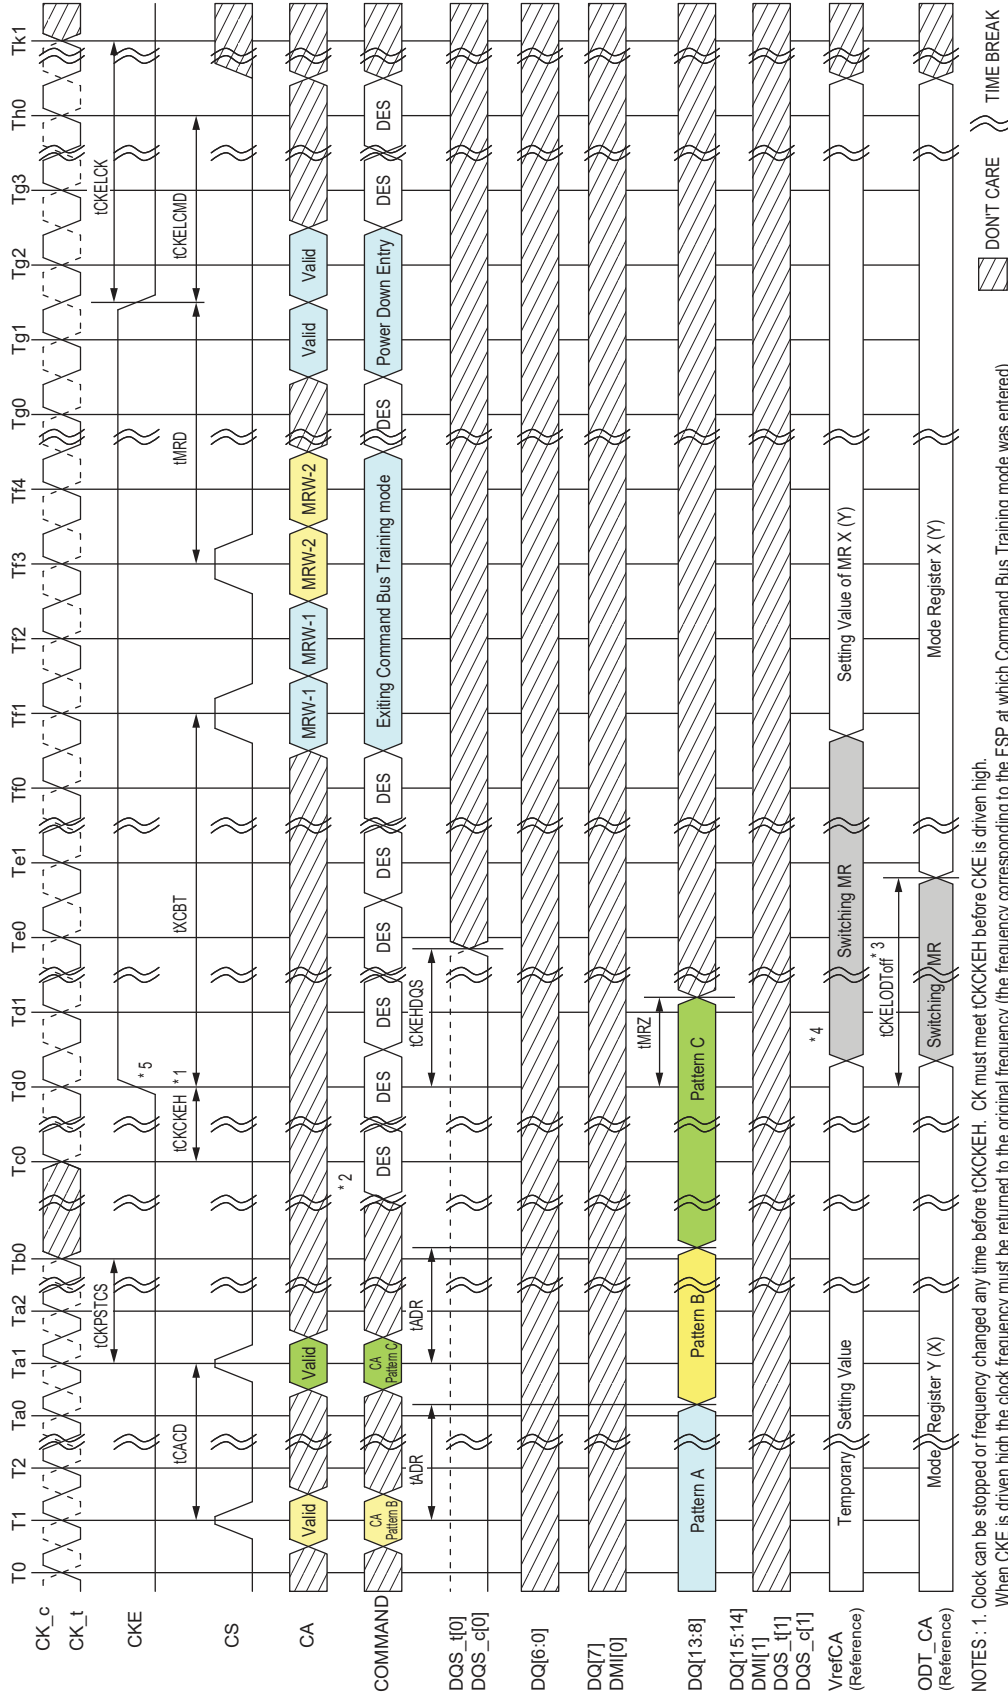 T0 T1 T2 Ta0 Ta1 Ta2 Tb0 Tc0 Td0 Td1 Te0 Te1 Tf0 Tf1 Tf2 Tf3 Tf4 Tg0 Tg1 Tg2 Tg3 Th0 Tk1
CK_c
CK_t
tCKPSTCS
tCKELCK
CKE
* 5
tCACD
tCKCKEH
* 1
tXCBT
tMRD
tCKELCMD
CS
CA
Valid
Valid
MRW-1
MRW-1
MRW-2
MRW-2
Valid
Valid
* 2
COMMAND
CA
Pattern B
CA
Pattern C
DES
DES
DES
DES
DES
DES
Exiting Command Bus Training mode
DES
Power Down Entry
DES
DES
tADR
tADR
tCKEHDQS
DQS_t[0]
DQS_c[0]
DQ[6:0]
DQ[7]
DMI[0]
tMRZ
DQ[13:8]
Pattern A
Pattern B
Pattern C
DQ[15:14]
DMI[1]
DQS_t[1]
DQS_c[1]
* 4
VrefCA
(Reference)
Temporary Setting Value
Switching MR
Setting Value of MR X (Y)
tCKELODToff
* 3
ODT_CA
(Reference)
Mode Register Y (X)
Switching MR
Mode Register X (Y)
DON'T CARE
TIME BREAK
NOTES : 1. Clock can be stopped or frequency changed any time before tCKCKEH. CK must meet tCKCKEH before CKE is driven high.
When CKE is driven high the clock frequency must be returned to the original frequency (the frequency corresponding to the FSP at which Command Bus Training mode was entered)